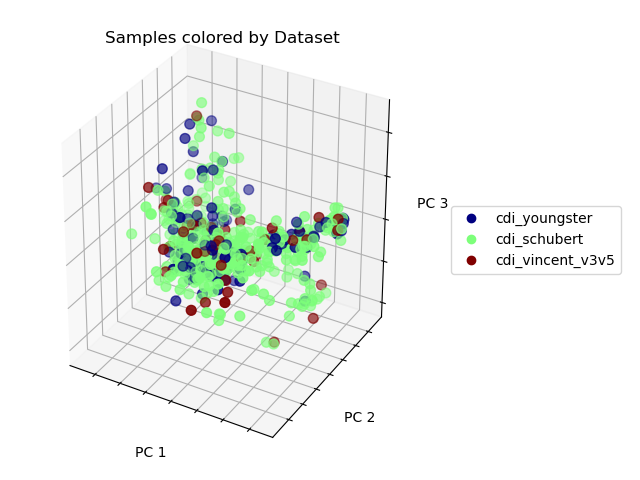 Samples colored by Dataset
PC 3
cdi_youngster
cdi_schubert
cdi_vincent_v3v5
PC 2
PC 1